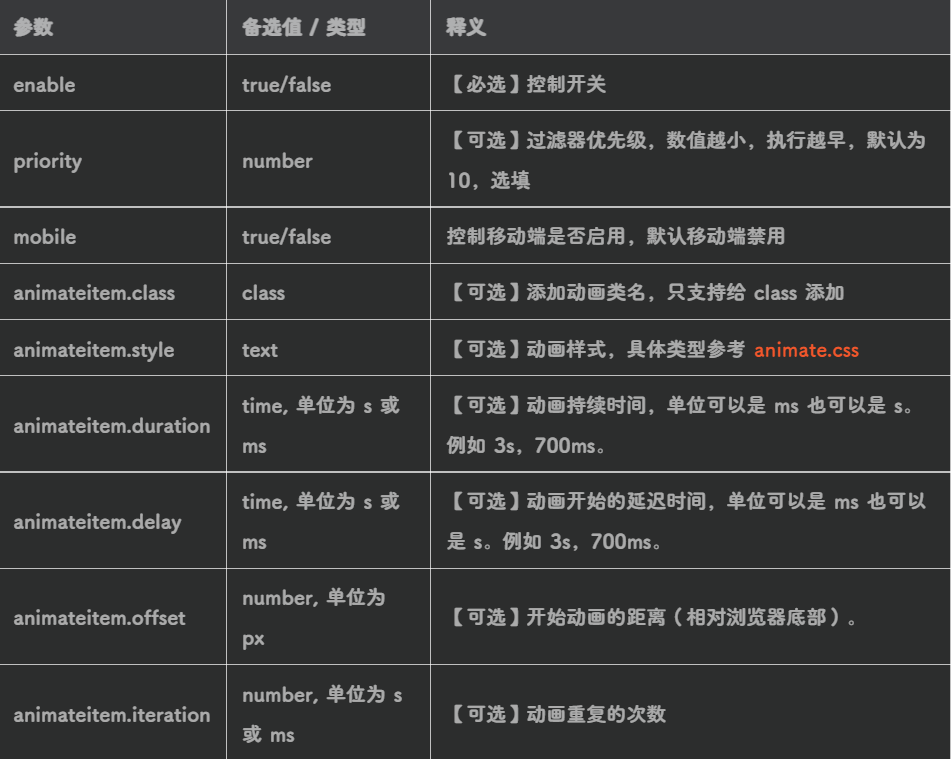 参数 备选值 / 类型 释义
enable true/false 【必选】控制开关
priority number 【可选】过滤器优先级，数值越小，执行越早，默认为
10，选填
mobile true/false 控制移动端是否启用，默认移动端禁用
animateitem.class class 【可选】添加动画类名，只支持给 class 添加
animateitem.style text 【可选】动画样式，具体类型参考 animate.css
animateitem.duration time, 单位为 s 或
ms
【可选】动画持续时间，单位可以是 ms 也可以是 s。
例如 3s，700ms。
animateitem.delay time, 单位为 s 或
ms
【可选】动画开始的延迟时间，单位可以是 ms 也可以
是 s。例如 3s，700ms。
animateitem.offset number, 单位为
px
【可选】开始动画的距离（相对浏览器底部）。
animateitem.iteration number, 单位为 s
或 ms
【可选】动画重复的次数